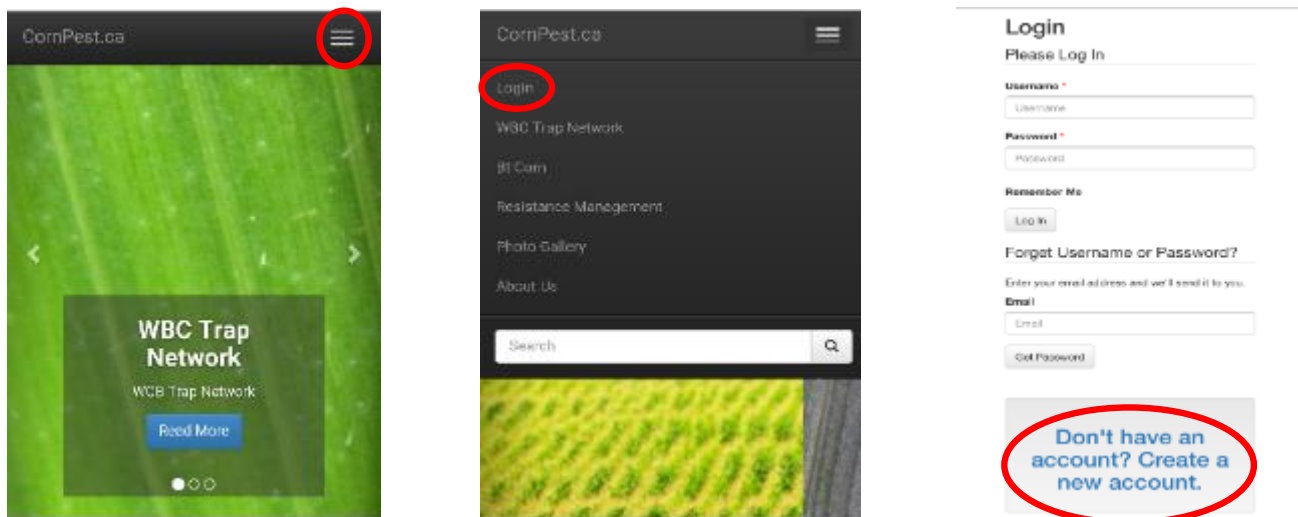 CornPest.ca
WBC Trap
Network
WCB Trap Network
Read More
CornPest.ca
Login
WBC Trap Network
Bt Corn
Resistance Management
Photo Gallery
About Us
Search
Login
Please Log In
Username *
Username
Password *
Password
Remember Me
Log In
Forget Username or Password?
Enter your email address and we'll send it to you.
Email
Email
Get Password
Don't have an
account? Create a
new account.